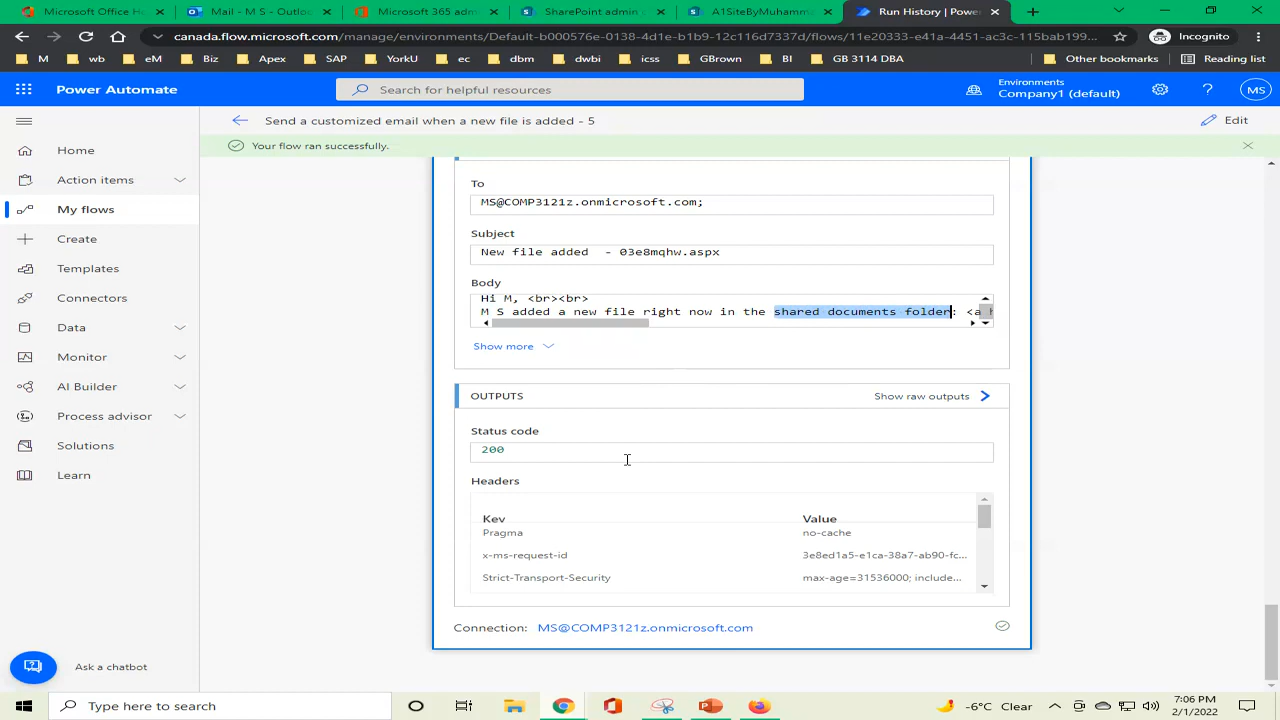 Microsoft Office H
Mail - M S - Outloo
Microsoft 365 adm
SharePoint admin
A1SiteByMuhamm
Run History | Powe
canada.flow.microsoft.com/manage/environments/Default-b000576e-0138-4d1e-b1b9-12c116d7337d/flows/11e20333-e41a-4451-ac3c-115bab199...
Incognito
M
wb
eM
Biz
Apex
SAP
YorkU
ec
dbm
dwbi
icss
GBrown
BI
GB 3114 DBA
Other bookmarks
Reading list
Power Automate
Search for helpful resources
Environments
Company1 (default)
?
MS
Send a customized email when a new file is added - 5
Edit
Your flow ran successfully.
Home
Action items
My flows
Create
Templates
Connectors
Data
Monitor
AI Builder
Process advisor
Solutions
Learn
Ask a chatbot
To
MS@COMP3121z.onmicrosoft.com;
Subject
New file added - 03e8mqhw.aspx
Body
Hi M, <br><br>
M S added a new file right now in the shared documents folder: <a h
Show more
OUTPUTS
Show raw outputs
Status code
200
Headers
Key Value
Pragma no-cache
x-ms-request-id 3e8ed1a5-e1ca-38a7-ab90-fc...
Strict-Transport-Security max-age=31536000; include...
Connection: MS@COMP3121z.onmicrosoft.com
Type here to search
-6°C Clear
7:06 PM
2/1/2022